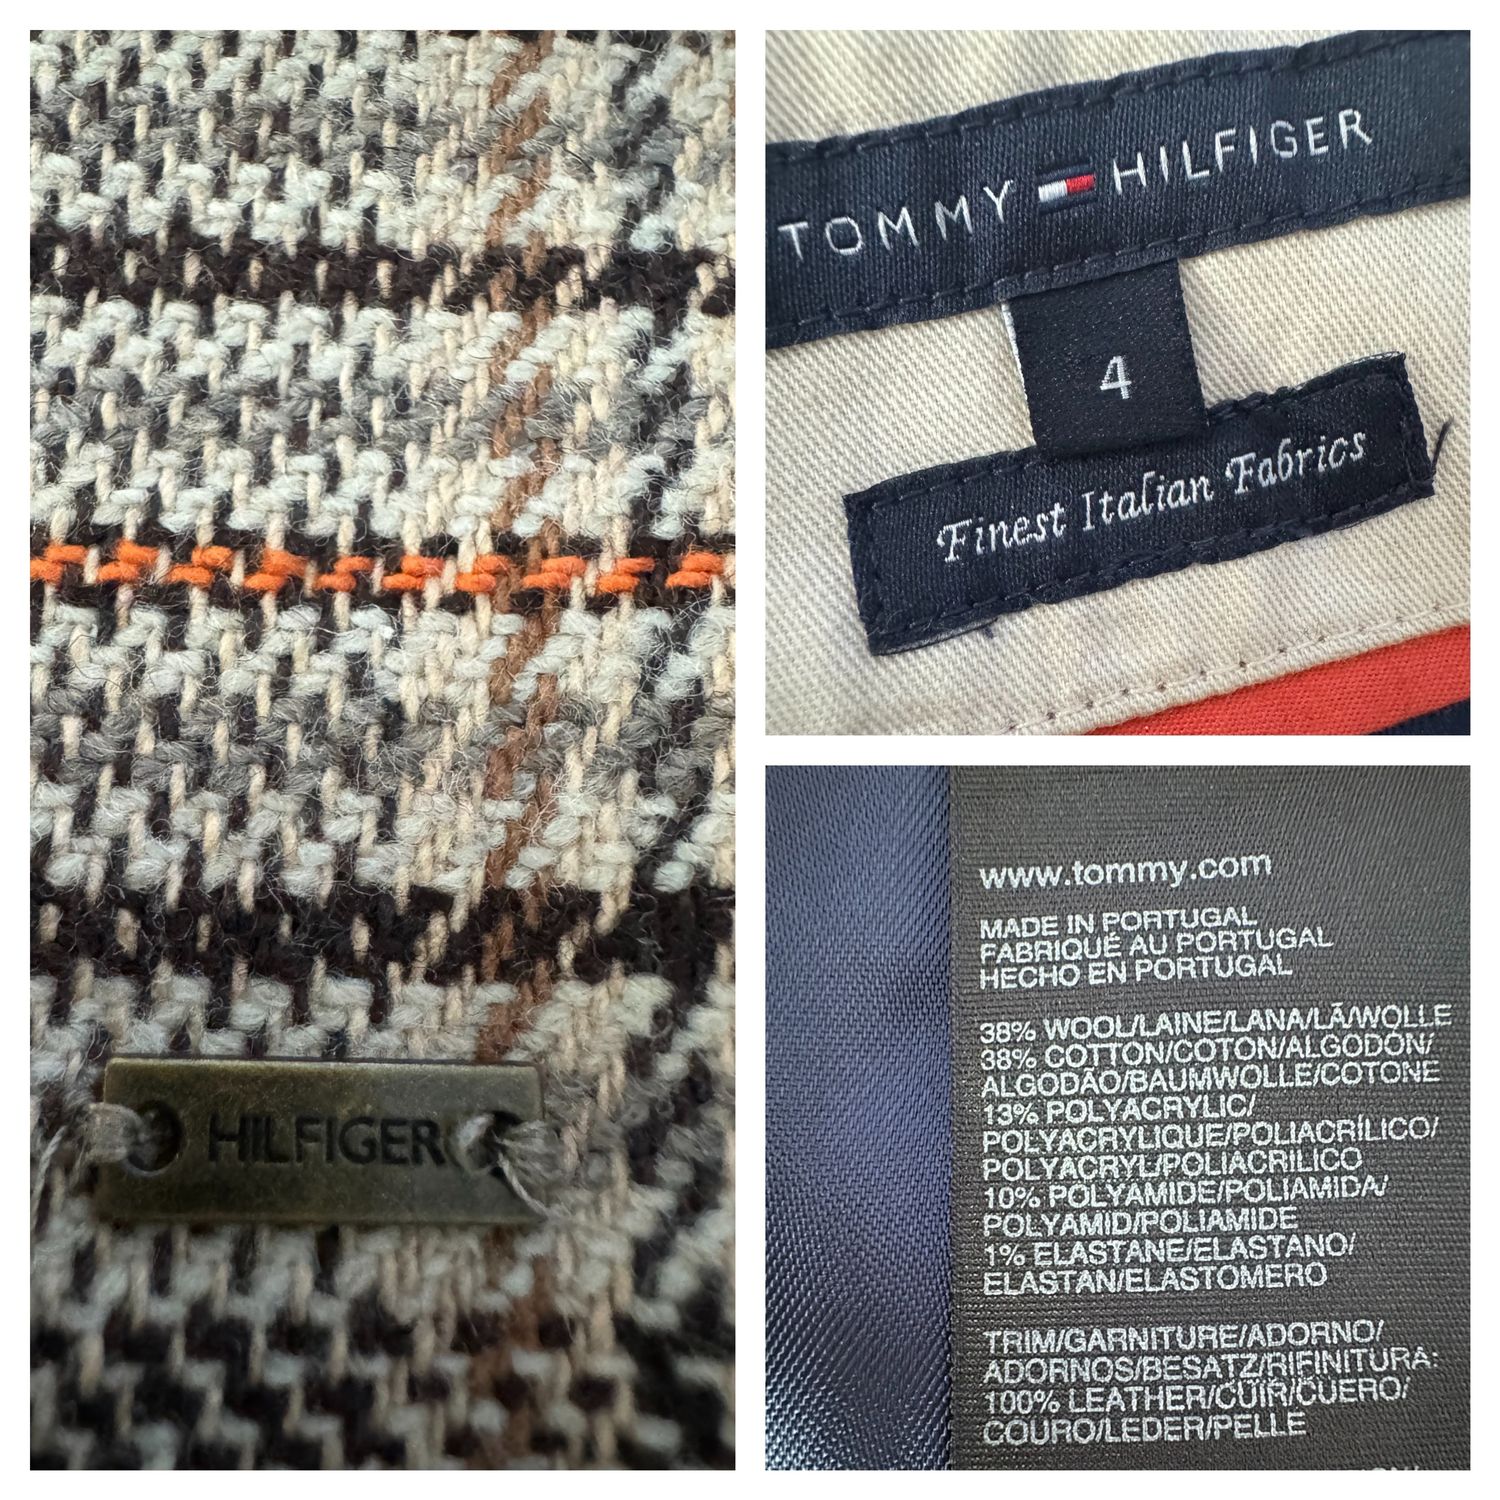 HILFIGER
TOMMY HILFIGER
4
Finest Italian Fabrics
www.tommy.com
MADE IN PORTUGAL
FABRIQUÉ AU PORTUGAL
HECHO EN PORTUGAL
38% WOOL/LAINE/LANA/LÃ/WOLLE
38% COTTON/COTON/ALGODÓN/
ALGODÃO/BAUMWOLLE/COTONE
13% POLYACRYLIC/
POLYACRYLIQUE/POLIACRÍLICO/
POLYACRYL/POLIACRILICO
10% POLYAMIDE/POLIAMIDA/
POLYAMID/POLIAMIDE
1% ELASTANE/ELASTANO/
ELASTAN/ELASTOMERO
TRIM/GARNITURE/ADORNO/
ADORNOS/BESATZ/RIFINITURA:
100% LEATHER/CUIR/CUERO/
COURO/LEDER/PELLE